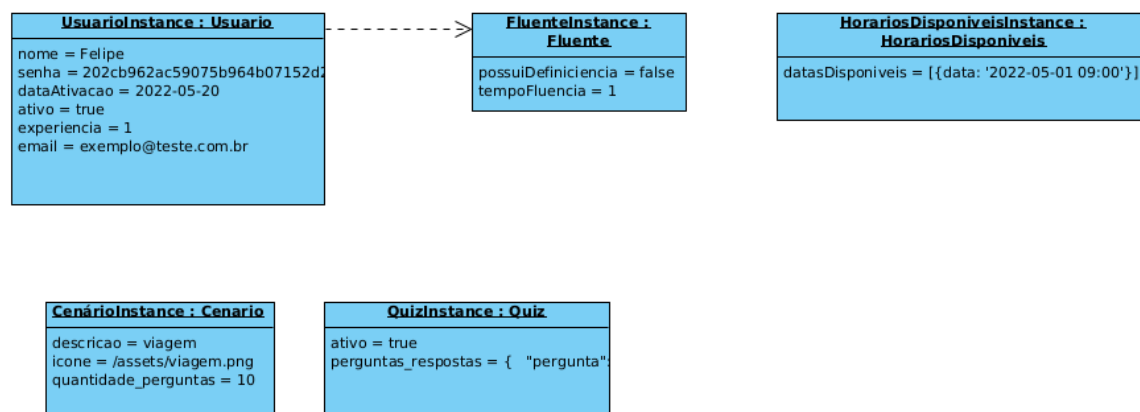 UsuarioInstance : Usuario
nome = Felipe
senha = 202cb962ac59075b964b07152d2
dataAtivacao = 2022-05-20
ativo = true
experiencia = 1
email = exemplo@teste.com.br
FluenteInstance :
Fluente
possuiDefiniciencia = false
tempoFluencia = 1
HorariosDisponiveisInstance :
HorariosDisponiveis
datasDisponiveis = [{data: '2022-05-01 09:00'}]
CenárioInstance : Cenario
descricao = viagem
icone = /assets/viagem.png
quantidade_perguntas = 10
QuizInstance : Quiz
ativo = true
perguntas_respostas = { "pergunta":